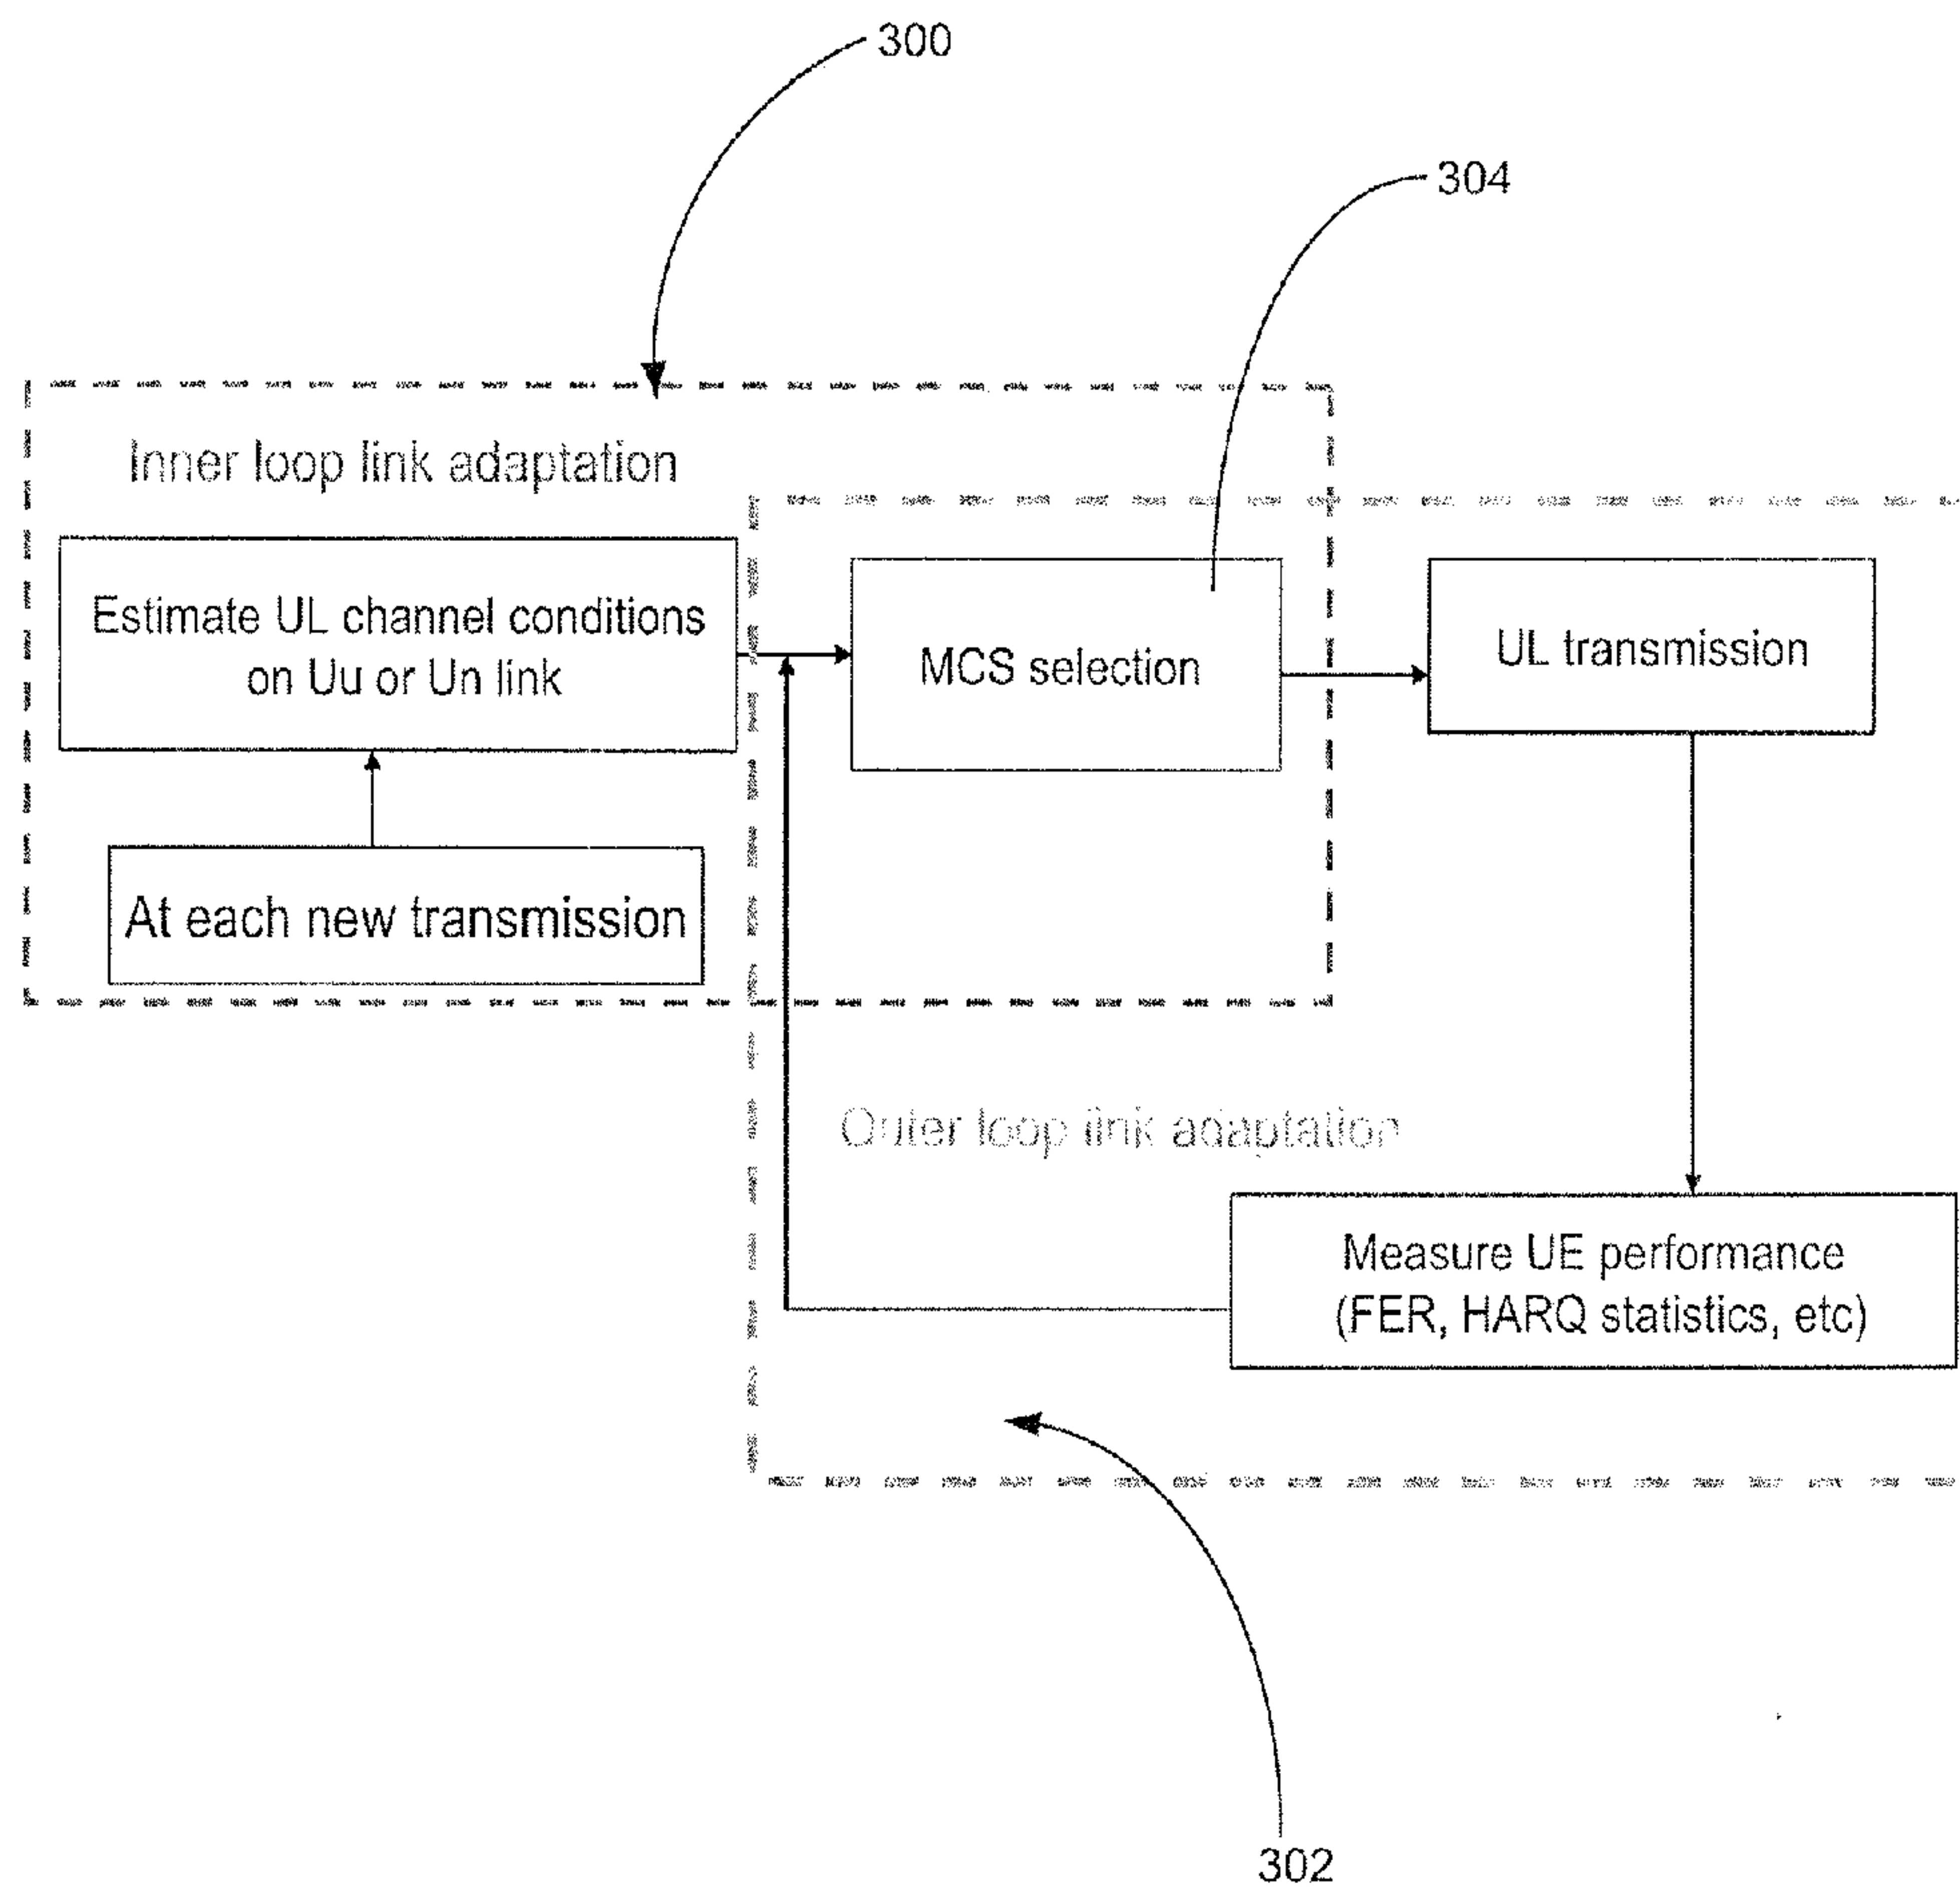 300
304
Inner loop link adaptation
Estimate UL channel conditions
on Uu or Un link
MCS selection
UL transmission
At each new transmission
Outer loop link adaptation
Measure UE performance
(FER, HARQ statistics, etc)
302